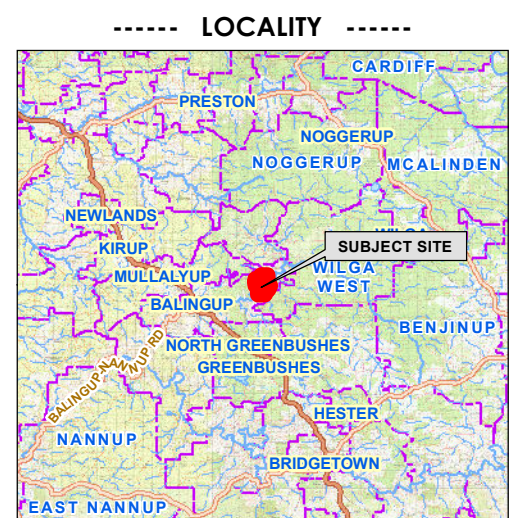 ------ LOCALITY ------
CARDIFF
PRESTON
NOGGERUP
NOGGERUP
MCALINDEN
NEWLANDS
KIRUP
WILGA
SUBJECT SITE
MULLALYUP
WILGA
WEST
BALINGUP
BENJINUP
NORTH GREENBUSHES
GREENBUSHES
BALINGUP-NANNUP RD
HESTER
NANNUP
BRIDGETOWN
EAST NANNUP